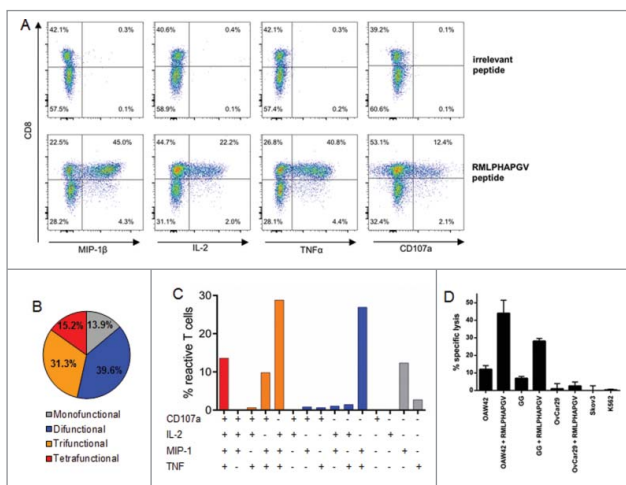 A
42.1% 0.3% 40.6% 0.4% 42.1% 0.3% 39.2% 0.1%
irrelevant
peptide
57.5% 0.1% 58.9% 0.1% 57.4% 0.2% 60.6% 0.1%
CD8
22.5% 45.0% 44.7% 22.2% 26.8% 40.8% 53.1% 12.4%
RMLPHAPGV
peptide
28.2% 4.3% 31.1% 2.0% 28.1% 4.4% 32.4% 2.1%
MIP-1β IL-2 TNFα CD107a
B
15.2% 13.9%
31.3% 39.6%
Monofunctional
Difunctional
Trifunctional
Tetrafunctional
C
% reactive T cells
30
20
10
0
CD107a + + + + - + + + - - - + - - -
IL-2
MIP-1
TNF
D
% specific lysis
50
40
30
20
10
0
OAW42
OAW42 + RMLPHAPGV
GG
GG + RMLPHAPGV
OvCar29
OvCar29 + RMLPHAPGV
Skov3
K562